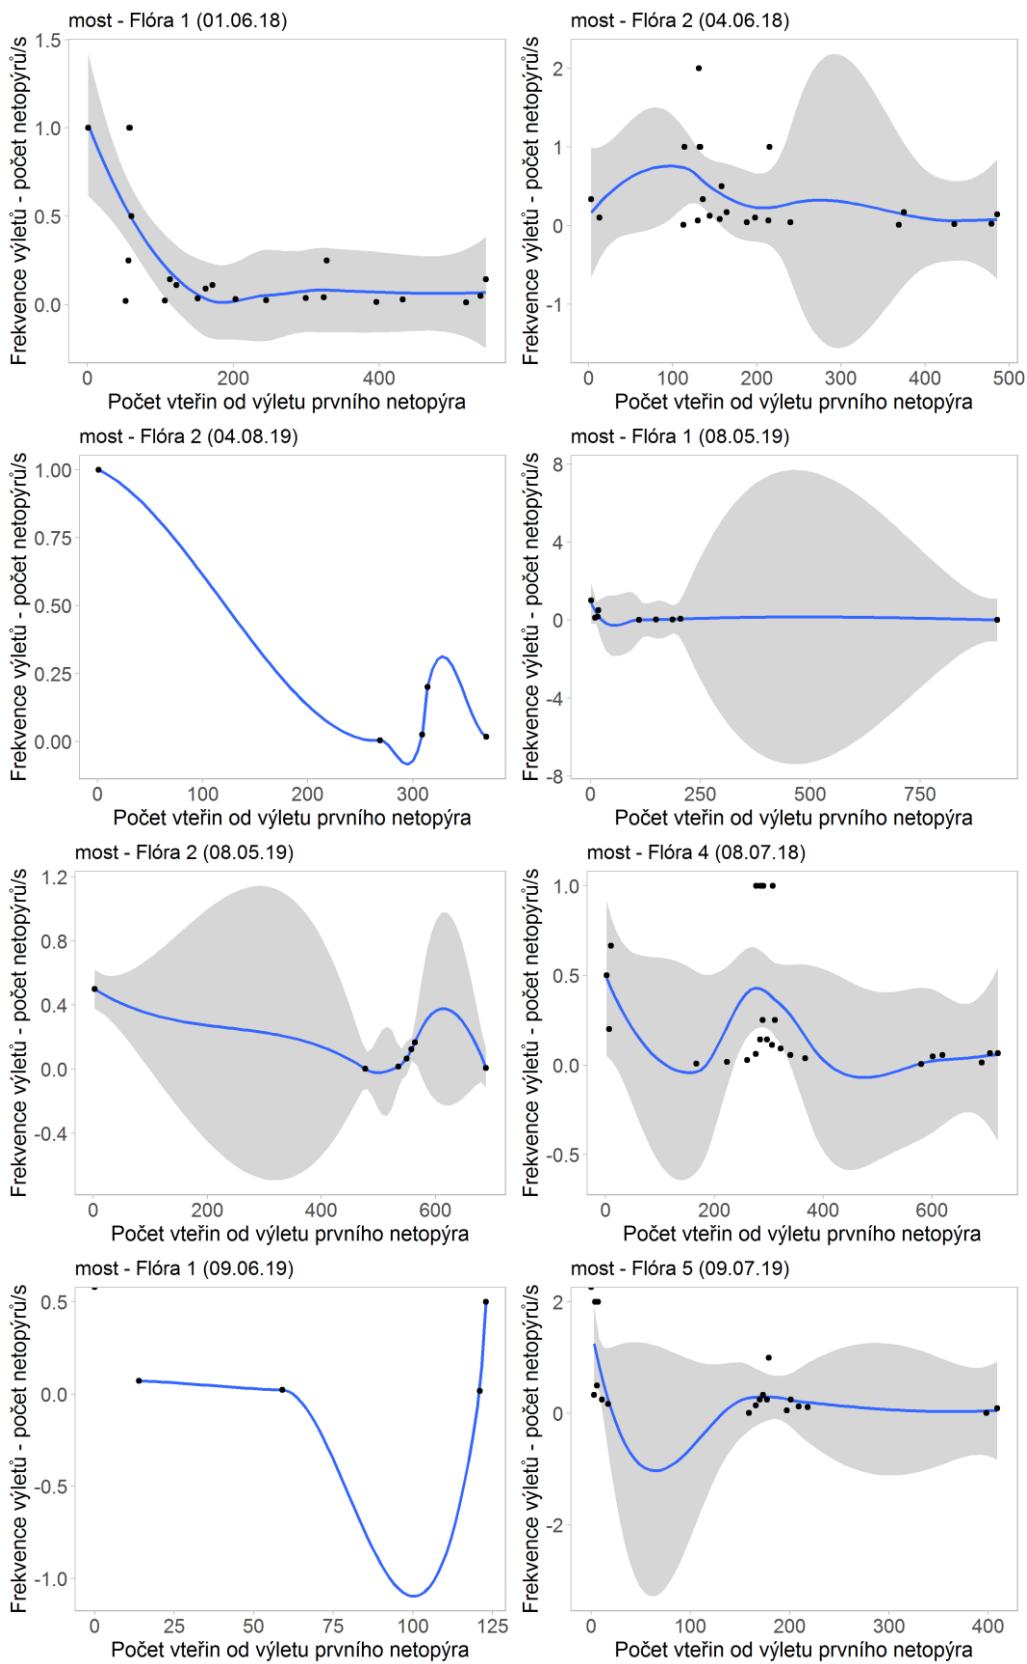 most - Flóra 1 (01.06.18)
Frekvence výletů - počet netopýrů/s
1.5
1.0
0.5
0.0
0 200 400
Počet vteřin od výletu prvního netopýra
most - Flóra 2 (04.06.18)
Frekvence výletů - počet netopýrů/s
2
1
0
-1
0 100 200 300 400 500
Počet vteřin od výletu prvního netopýra
most - Flóra 2 (04.08.19)
Frekvence výletů - počet netopýrů/s
1.00
0.75
0.50
0.25
0.00
0 100 200 300
Počet vteřin od výletu prvního netopýra
most - Flóra 1 (08.05.19)
Frekvence výletů - počet netopýrů/s
8
4
0
-4
-8
0 250 500 750
Počet vteřin od výletu prvního netopýra
most - Flóra 2 (08.05.19)
Frekvence výletů - počet netopýrů/s
1.2
0.8
0.4
0.0
-0.4
0 200 400 600
Počet vteřin od výletu prvního netopýra
most - Flóra 4 (08.07.18)
Frekvence výletů - počet netopýrů/s
1.0
0.5
0.0
-0.5
0 200 400 600
Počet vteřin od výletu prvního netopýra
most - Flóra 1 (09.06.19)
Frekvence výletů - počet netopýrů/s
0.5
0.0
-0.5
-1.0
0 25 50 75 100 125
Počet vteřin od výletu prvního netopýra
most - Flóra 5 (09.07.19)
Frekvence výletů - počet netopýrů/s
2
0
-2
0 100 200 300 400
Počet vteřin od výletu prvního netopýra